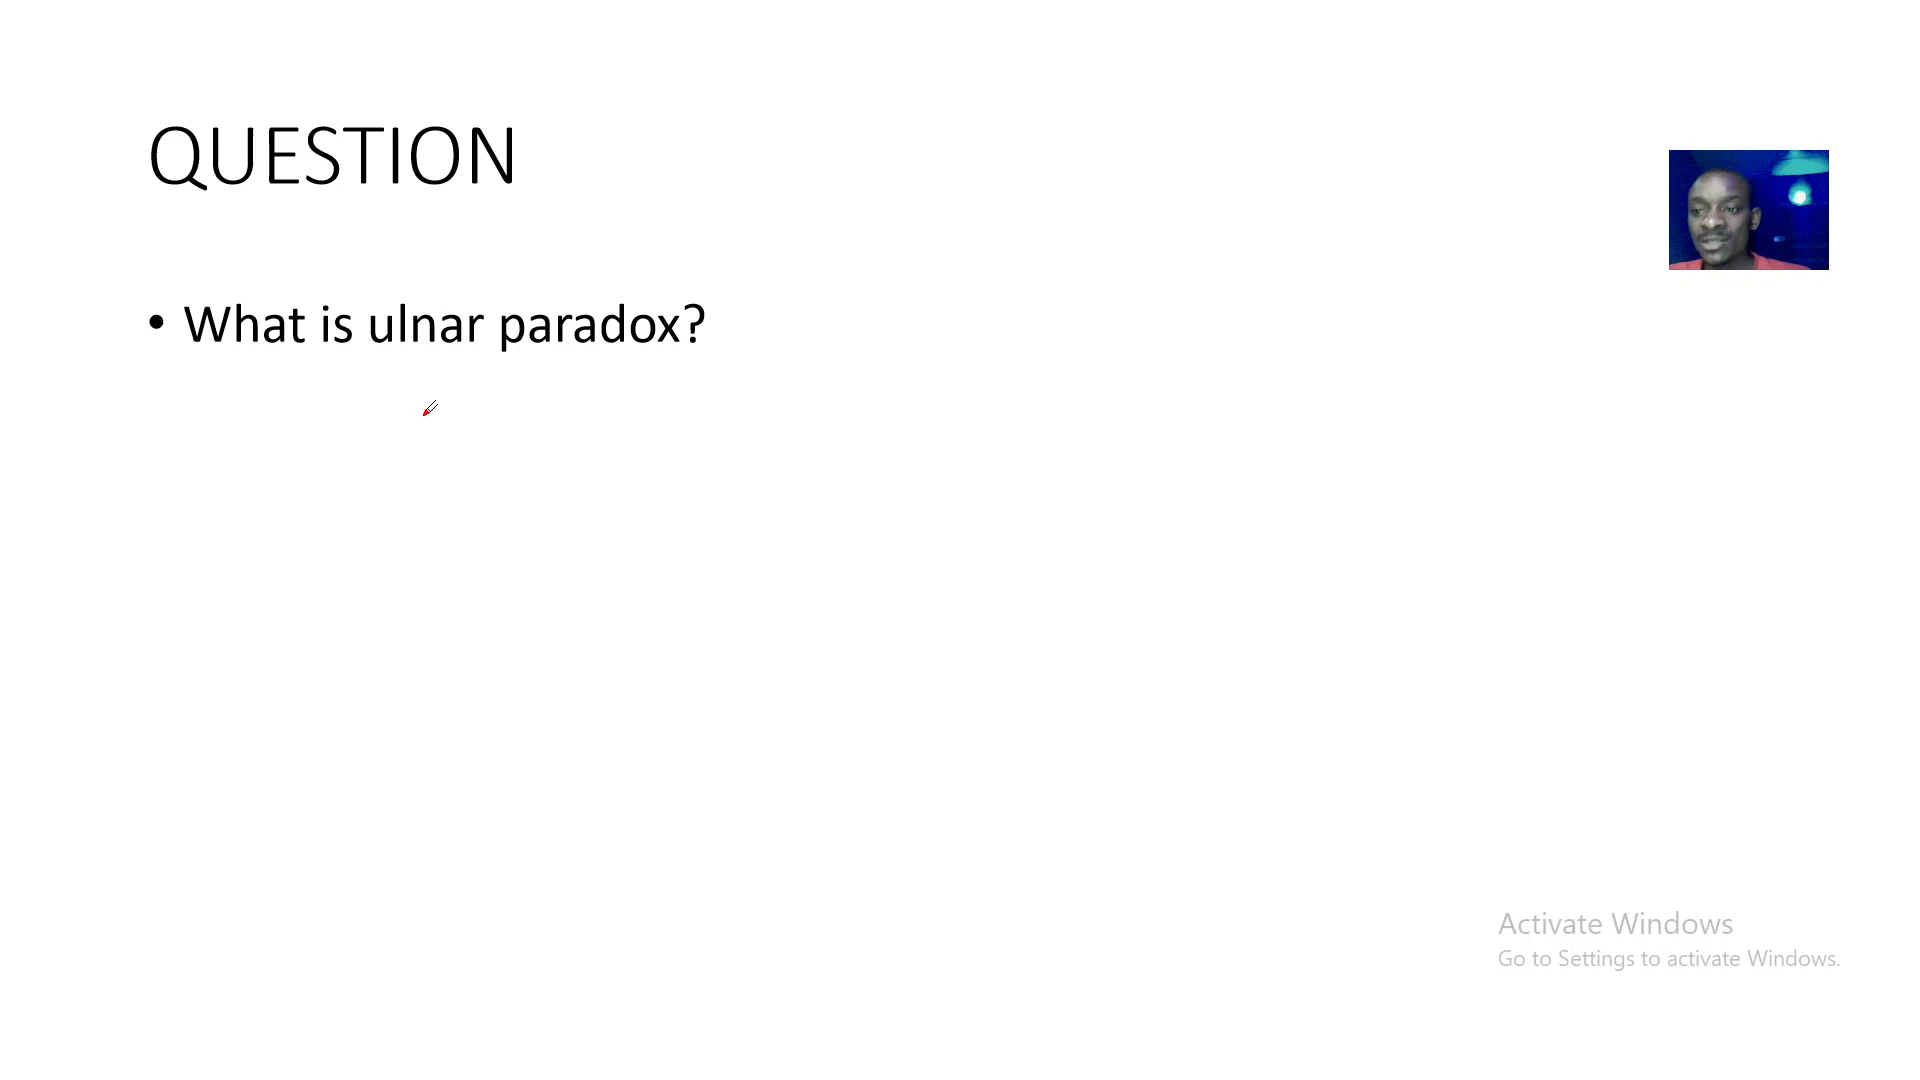 QUESTION
• What is ulnar paradox?
Activate Windows
Go to Settings to activate Windows.